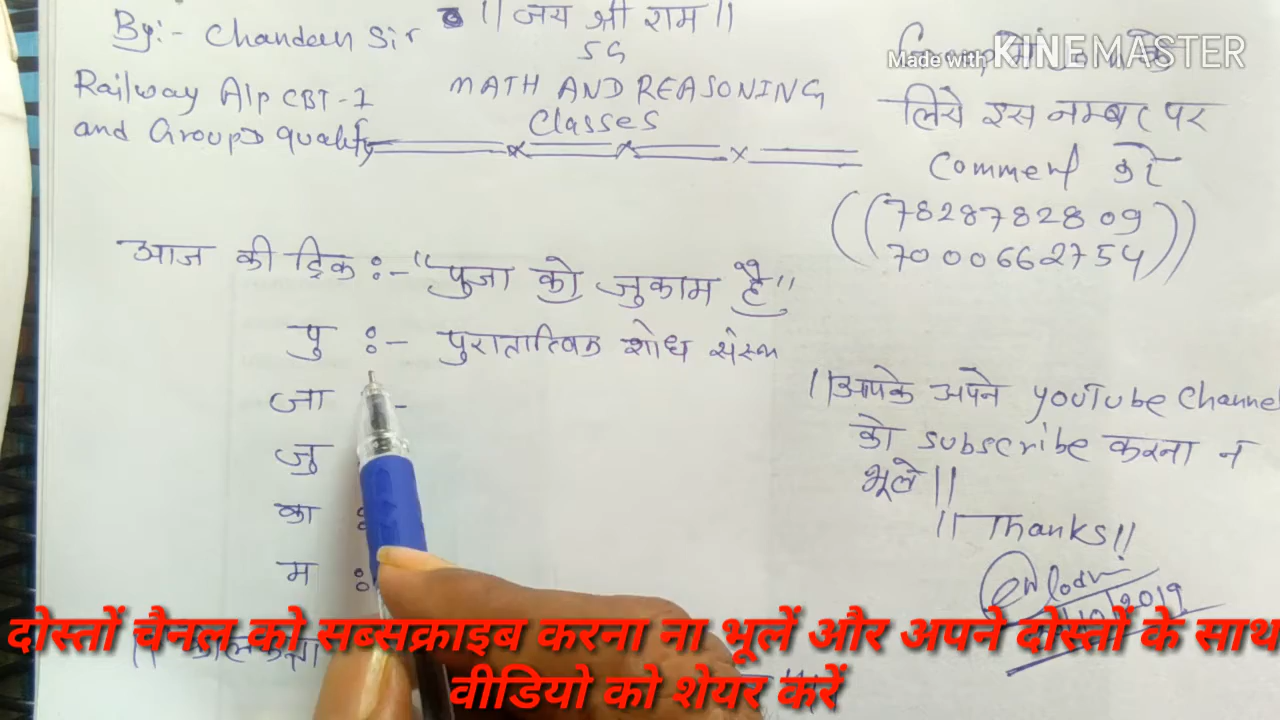 By:- Chandan Sir
Railway Alp CBT-1
and Group D qualify
|| जय श्री राम ||
SG
MATH AND REASONING
Classes
Made with KINEMASTER
लिये इस नम्बर पर
Comment करे
((7828782809
7000662754))
आज की ट्रिक :- "पुजा को जुकाम है"
पु :- पुरातात्विक शोध संस्था
जा -
जु
का :
म :
||आपके अपने YOUTUBE Channel
को subscribe करना न
भूले||
|| Thanks!!
दोस्तों चैनल को सब्सक्राइब करना ना भूलें और अपने दोस्तों के साथ
वीडियो को शेयर करें